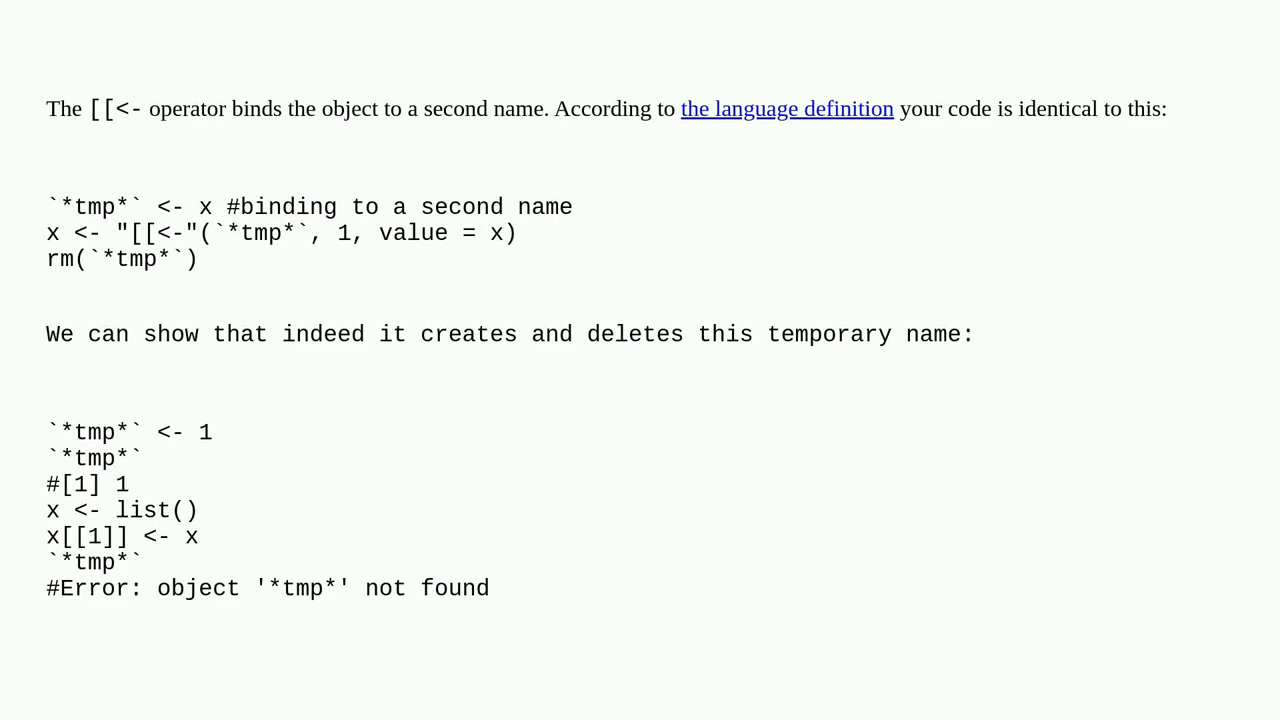 The [[<- operator binds the object to a second name. According to the language definition your code is identical to this:
`*tmp*` <- x #binding to a second name
x <- "[[<-"(`*tmp*`, 1, value = x)
rm(`*tmp*`)
We can show that indeed it creates and deletes this temporary name:
`*tmp*` <- 1
`*tmp*`
#[1] 1
x <- list()
x[[1]] <- x
`*tmp*`
#Error: object '*tmp*' not found